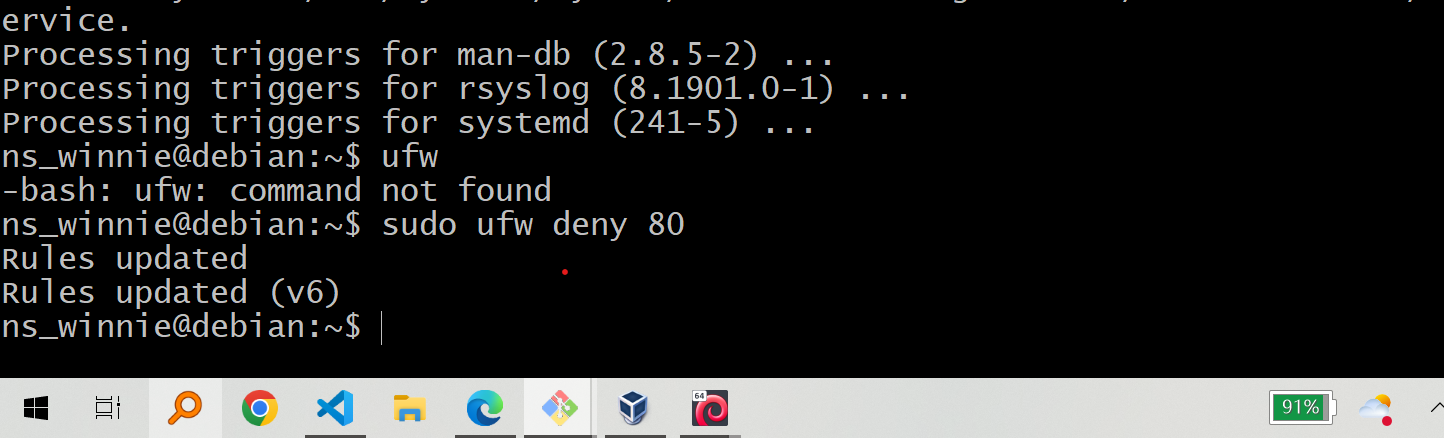 ervice.
Processing triggers for man-db (2.8.5-2) ...
Processing triggers for rsyslog (8.1901.0-1) ...
Processing triggers for systemd (241-5) ...
ns_winnie@debian:~$ ufw
-bash: ufw: command not found
ns_winnie@debian:~$ sudo ufw deny 80
Rules updated
Rules updated (v6)
ns_winnie@debian:~$
64
91%